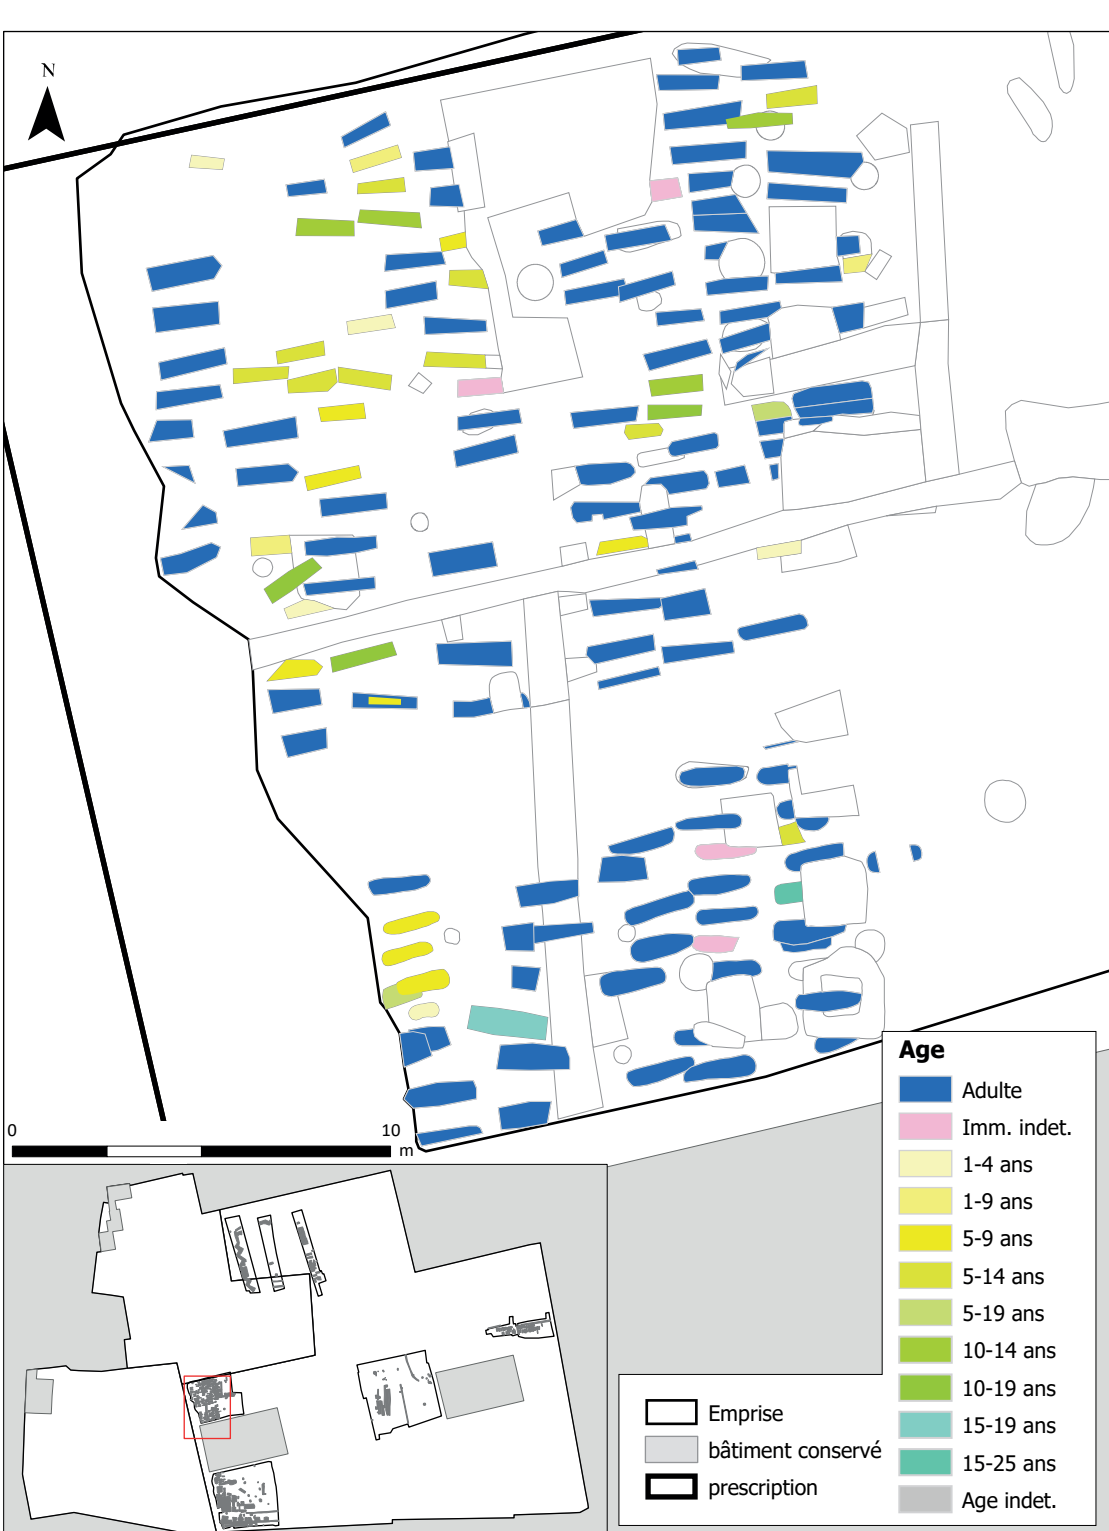 N
0
10
m
Age
Adulte
Imm. indet.
1-4 ans
1-9 ans
5-9 ans
5-14 ans
5-19 ans
10-14 ans
10-19 ans
15-19 ans
15-25 ans
Age indet.
Emprise
bâtiment conservé
prescription